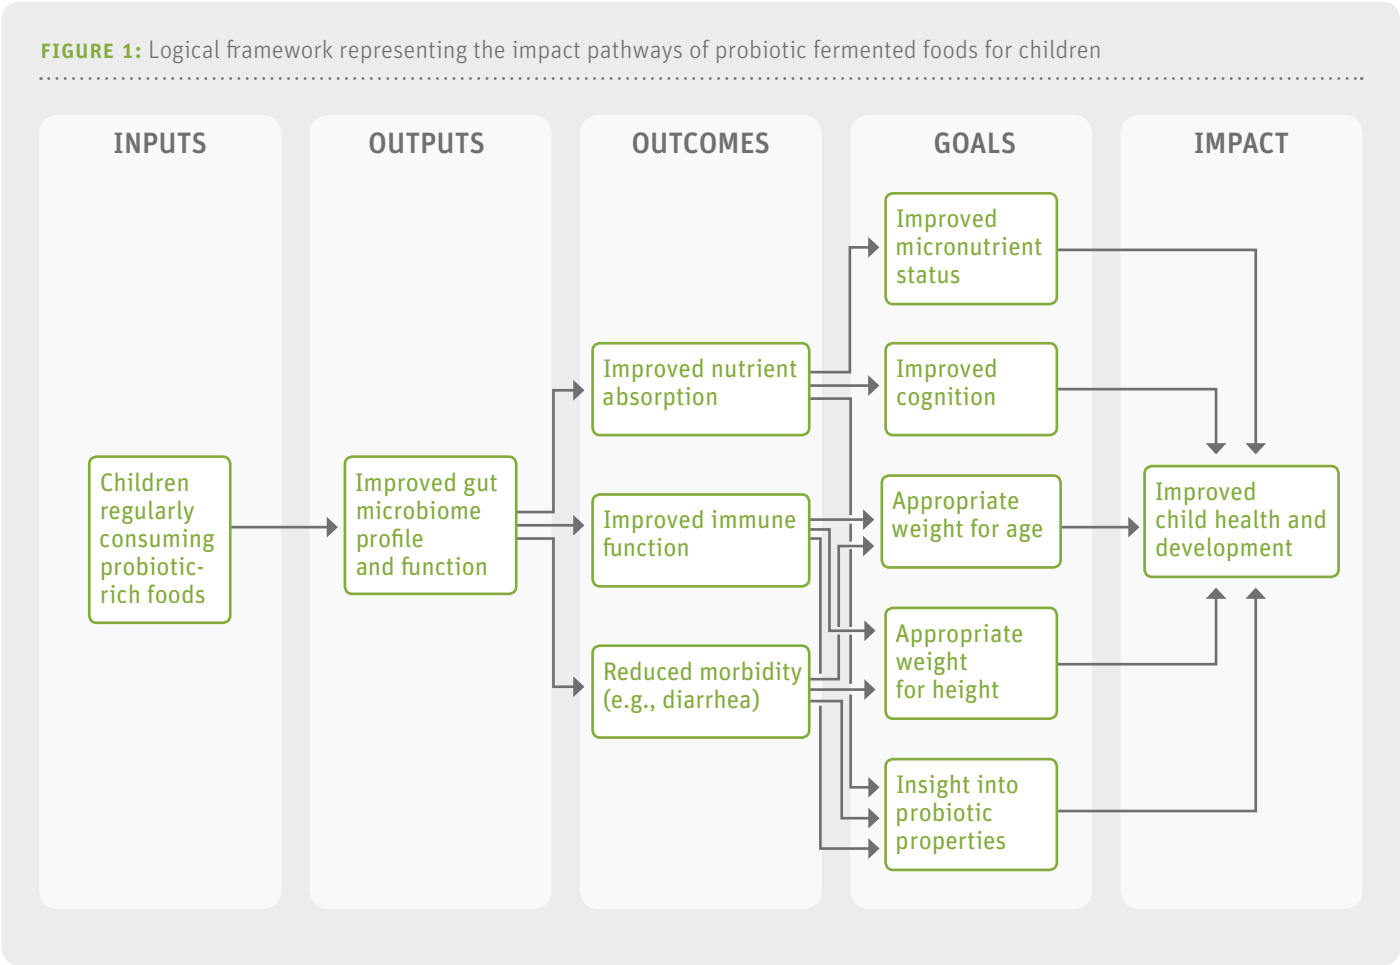 FIGURE 1: Logical framework representing the impact pathways of probiotic fermented foods for children
INPUTS
Children
regularly
consuming
probiotic-
rich foods
OUTPUTS
Improved gut
microbiome
profile
and function
OUTCOMES
Improved nutrient
absorption
Improved immune
function
Reduced morbidity
(e.g., diarrhea)
GOALS
Improved
micronutrient
status
Improved
cognition
Appropriate
weight for age
Appropriate
weight
for height
Insight into
probiotic
properties
IMPACT
Improved
child health and
development